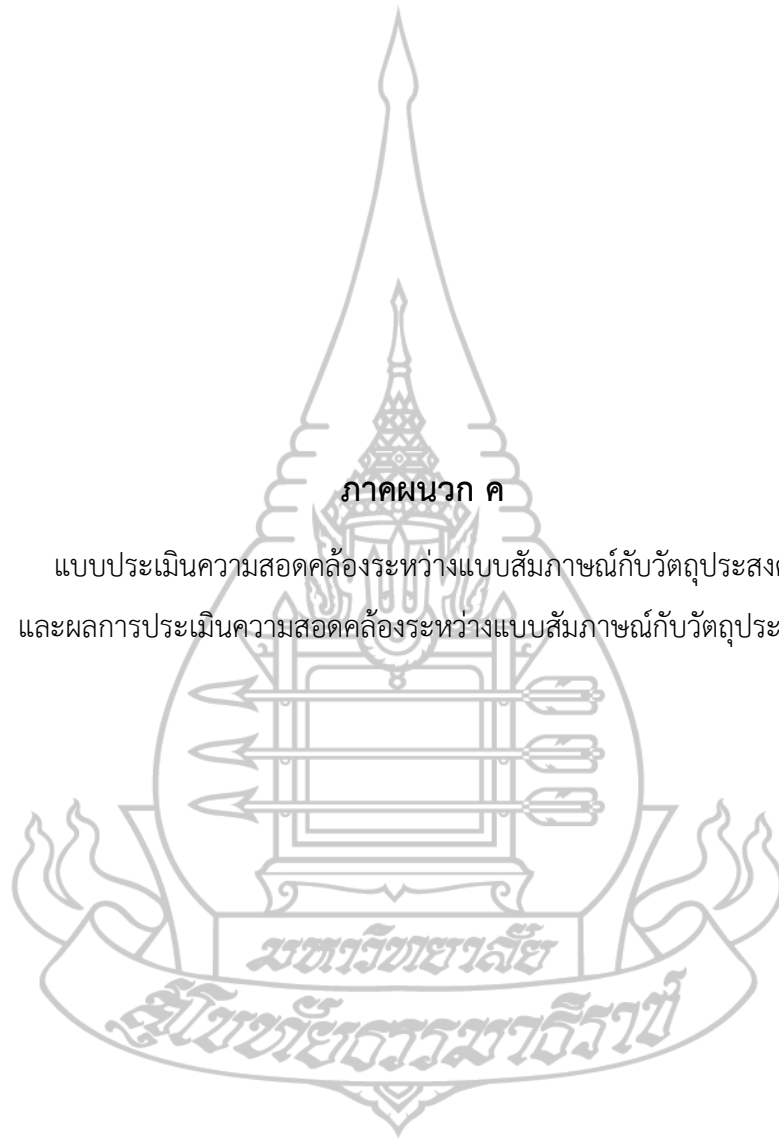 ภาคผนวก ค
แบบประเมินความสอดคล้องระหว่างแบบสัมภาษณ์กับวัตถุประสง
และผลการประเมินความสอดคล้องระหว่างแบบสัมภาษณ์กับวัตถุประ
มหาวิทยาลัย
สุโขทัยธรรมาธิราช